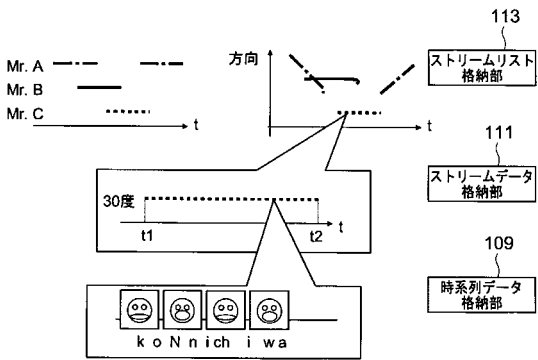 113
ストリームリスト
格納部
Mr. A
Mr. B
Mr. C
t
方向
t
111
ストリームデータ
格納部
30度
t1
t2
t
109
時系列データ
格納部
k o N n i ch i wa